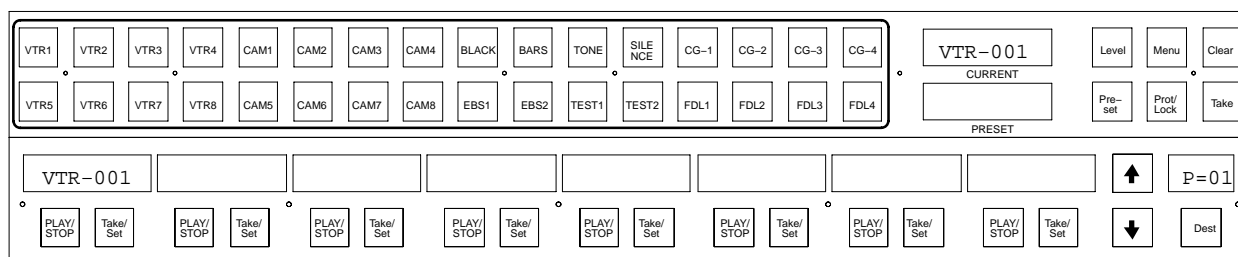 VTR1 VTR2 VTR3 VTR4 CAM1 CAM2 CAM3 CAM4 BLACK BARS TONE SILE NCE CG-1 CG-2 CG-3 CG-4
VTR5 VTR6 VTR7 VTR8 CAM5 CAM6 CAM7 CAM8 EBS1 EBS2 TEST1 TEST2 FDL1 FDL2 FDL3 FDL4
VTR-001
CURRENT
PRESET
Level Menu Clear
Pre-set Prot/Lock Take
VTR-001
P=01
PLAY/STOP Take/Set PLAY/STOP Take/Set PLAY/STOP Take/Set PLAY/STOP Take/Set PLAY/STOP Take/Set PLAY/STOP Take/Set PLAY/STOP Take/Set PLAY/STOP Take/Set Dest